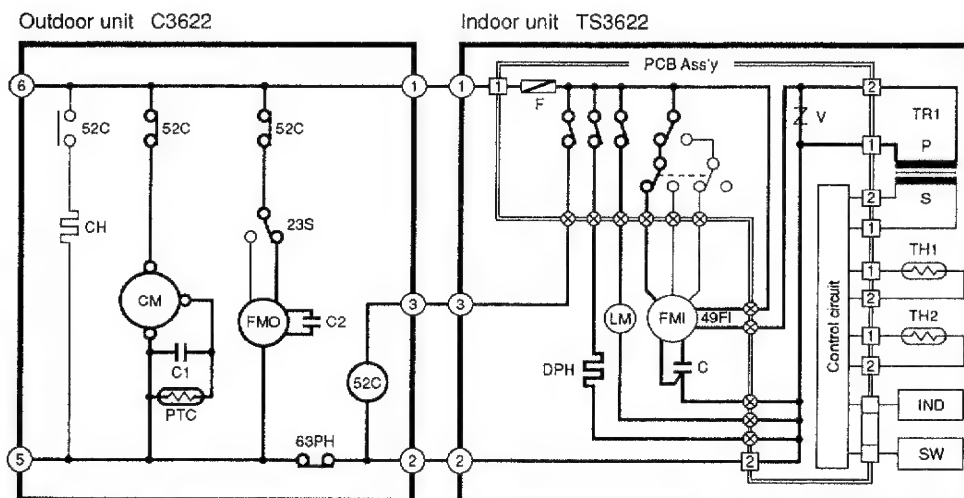 Outdoor unit C3622
Indoor unit TS3622
PCB Ass'y
6
1
1
1
F
2
V
TR1
52C
52C
52C
1
P
2
S
CH
23S
1
CM
3
3
1
TH1
FMO
C2
LM
FMI
49FI
2
1
TH2
C1
DPH
C
Control circuit
52C
2
PTC
IND
63PH
5
2
2
2
SW